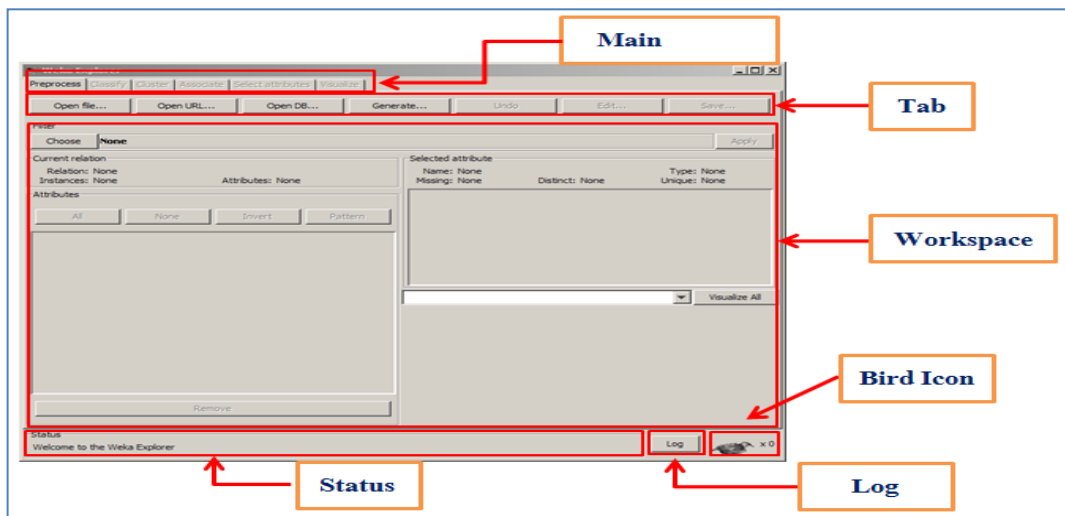 Main
Weka Explorer
Preprocess Classify Cluster Associate Select attributes Visualize
Open file... Open URL... Open DB... Generate... Undo Edit... Save...
Tab
Filter
Choose None Apply
Current relation
Relation: None
Instances: None Attributes: None
Selected attribute
Name: None Type: None
Missing: None Distinct: None Unique: None
Attributes
All None Invert Pattern
Workspace
Visualize All
Bird Icon
Remove
Status
Welcome to the Weka Explorer
Log x 0
Status
Log